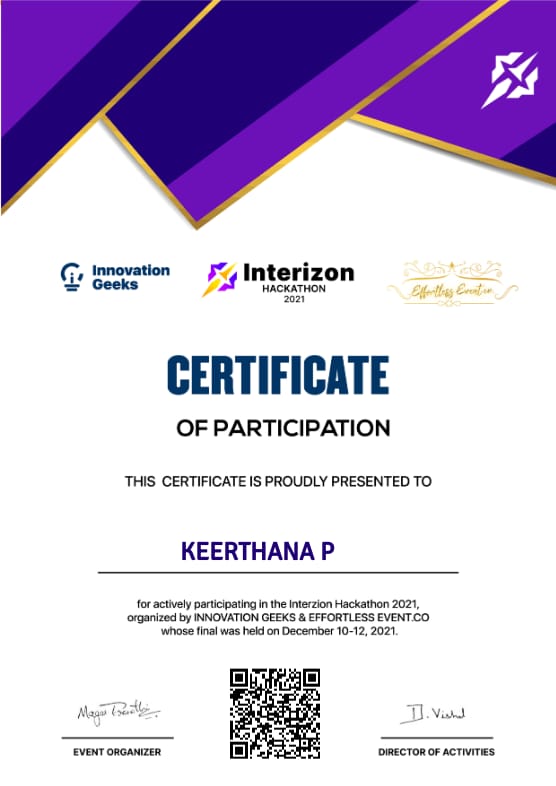 Innovation
Geeks
Interizon
HACKATHON
2021
Effortless Event.co
CERTIFICATE
OF PARTICIPATION
THIS CERTIFICATE IS PROUDLY PRESENTED TO
KEERTHANA P
for actively participating in the Interzion Hackathon 2021,
organized by INNOVATION GEEKS & EFFORTLESS EVENT.CO
whose final was held on December 10-12, 2021.
D. Vishal
EVENT ORGANIZER
DIRECTOR OF ACTIVITIES